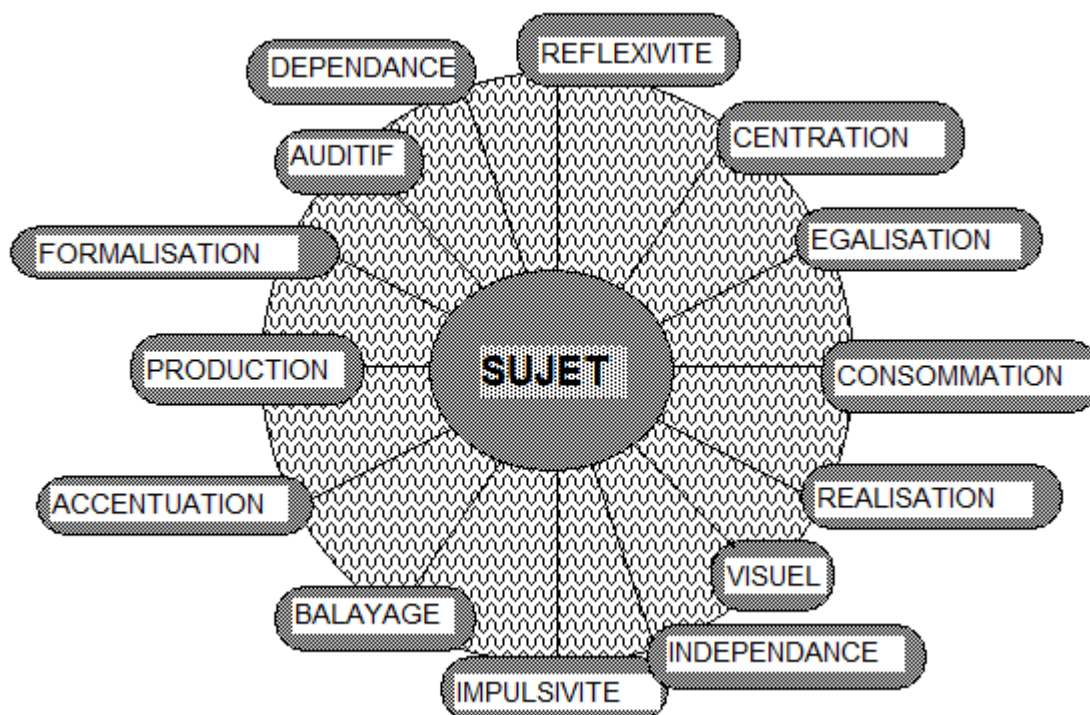 REFLEXIVITE
DEPENDANCE
CENTRATION
AUDITIF
EGALISATION
FORMALISATION
PRODUCTION
SUJET
CONSOMMATION
ACCENTUATION
REALISATION
VISUEL
BALAYAGE
INDEPENDANCE
IMPULSIVITE